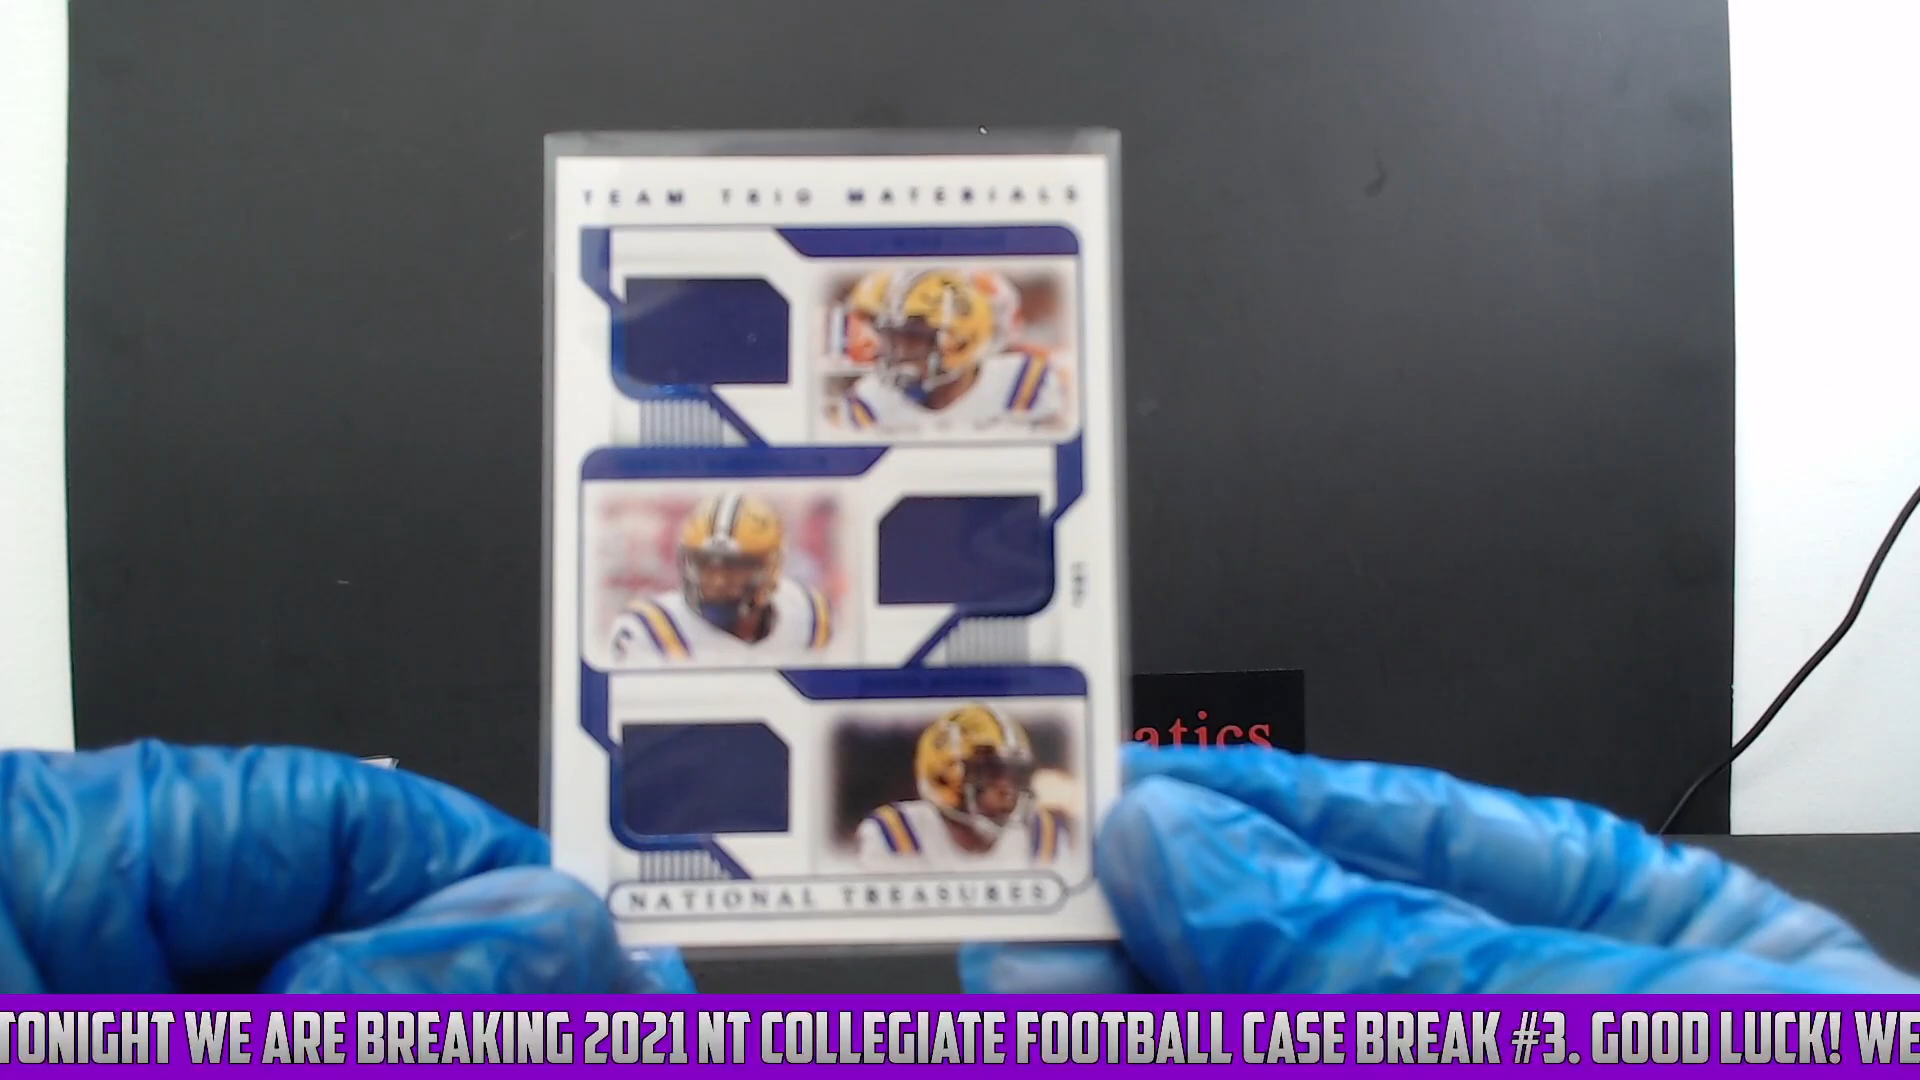 TEAM TRIO MATERIALS
NATIONAL TREASURES
atics
TONIGHT WE ARE BREAKING 2021 NT COLLEGIATE FOOTBALL CASE BREAK #3. GOOD LUCK! WE